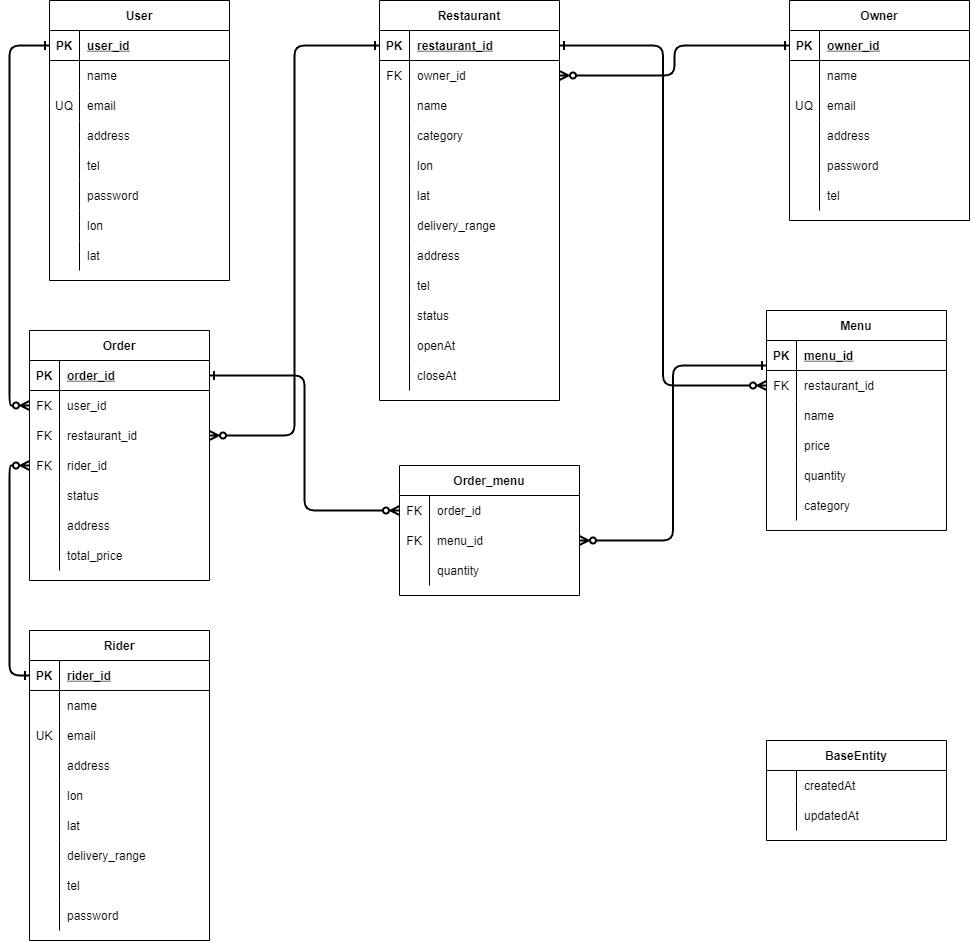 User
PK user_id
name
UQ email
address
tel
password
lon
lat
Restaurant
PK restaurant_id
FK owner_id
name
category
lon
lat
delivery_range
address
tel
status
openAt
closeAt
Owner
PK owner_id
name
UQ email
address
password
tel
Order
PK order_id
FK user_id
FK restaurant_id
FK rider_id
status
address
total_price
Order_menu
FK order_id
FK menu_id
quantity
Menu
PK menu_id
FK restaurant_id
name
price
quantity
category
Rider
PK rider_id
name
UK email
address
lon
lat
delivery_range
tel
password
BaseEntity
createdAt
updatedAt